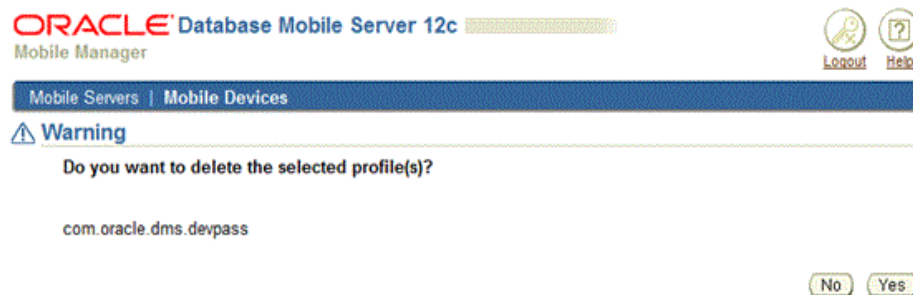 ORACLE Database Mobile Server 12c
Mobile Manager
Logout Help
Mobile Servers | Mobile Devices
Warning
Do you want to delete the selected profile(s)?
com.oracle.dms.devpass
No Yes